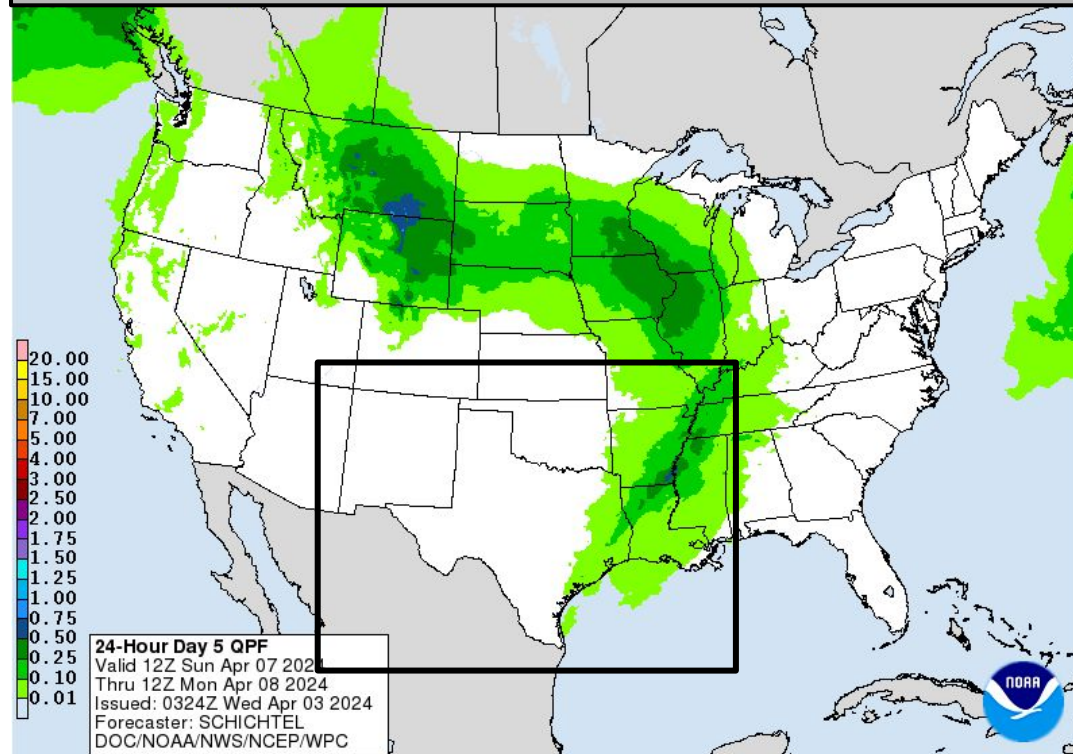 20.00
15.00
10.00
7.00
5.00
4.00
3.00
2.50
2.00
1.75
1.50
1.25
1.00
0.75
0.50
0.25
0.10
0.01
24-Hour Day 5 QPF
Valid 12Z Sun Apr 07 2024
Thru 12Z Mon Apr 08 2024
Issued: 0324Z Wed Apr 03 2024
Forecaster: SCHICHTEL
DOC/NOAA/NWS/NCEP/WPC
NOAA